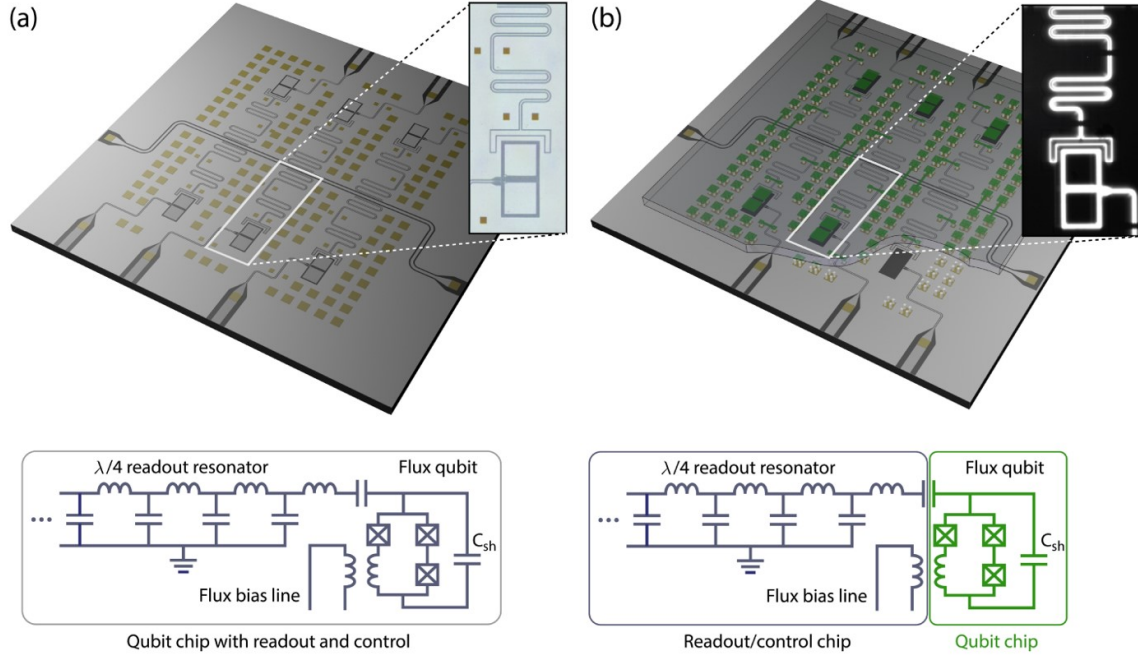 (a)
(b)
λ/4 readout resonator
Flux qubit
C_sh
Flux bias line
Qubit chip with readout and control
λ/4 readout resonator
Flux qubit
C_sh
Flux bias line
Readout/control chip
Qubit chip